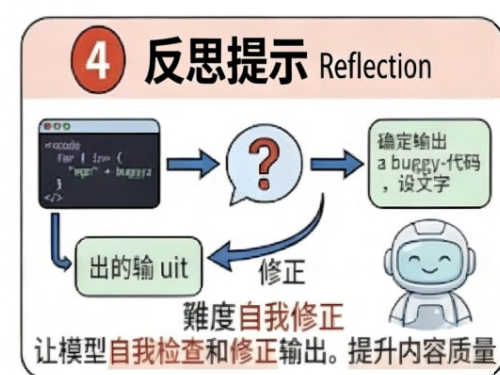 4 反思提示 Reflection
确定输出
a buggy-代码
，设文字
出的输 uit
修正
難度自我修正
让模型自我检查和修正输出。提升内容质量